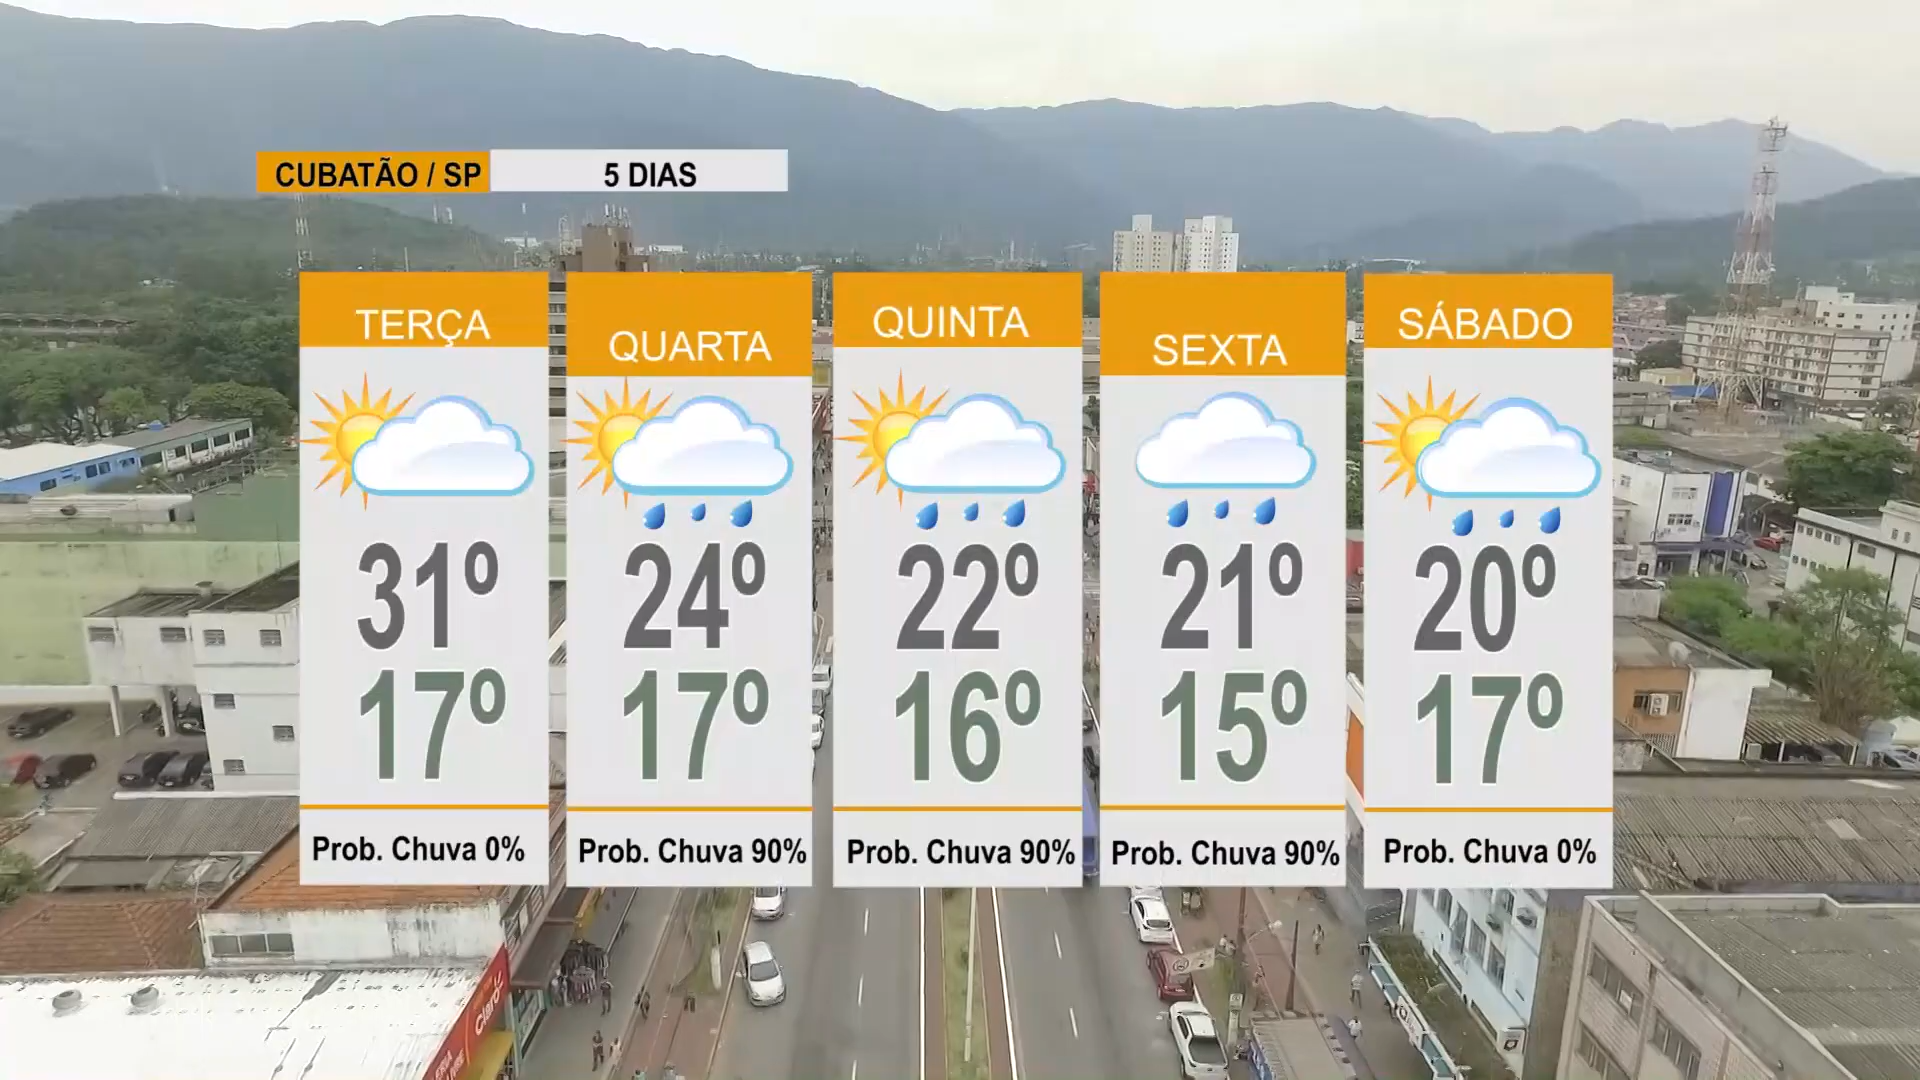 CUBATÃO / SP
5 DIAS
TERÇA
31º
17º
Prob. Chuva 0%
QUARTA
24º
17º
Prob. Chuva 90%
QUINTA
22º
16º
Prob. Chuva 90%
SEXTA
21º
15º
Prob. Chuva 90%
SÁBADO
20º
17º
Prob. Chuva 0%
Claro